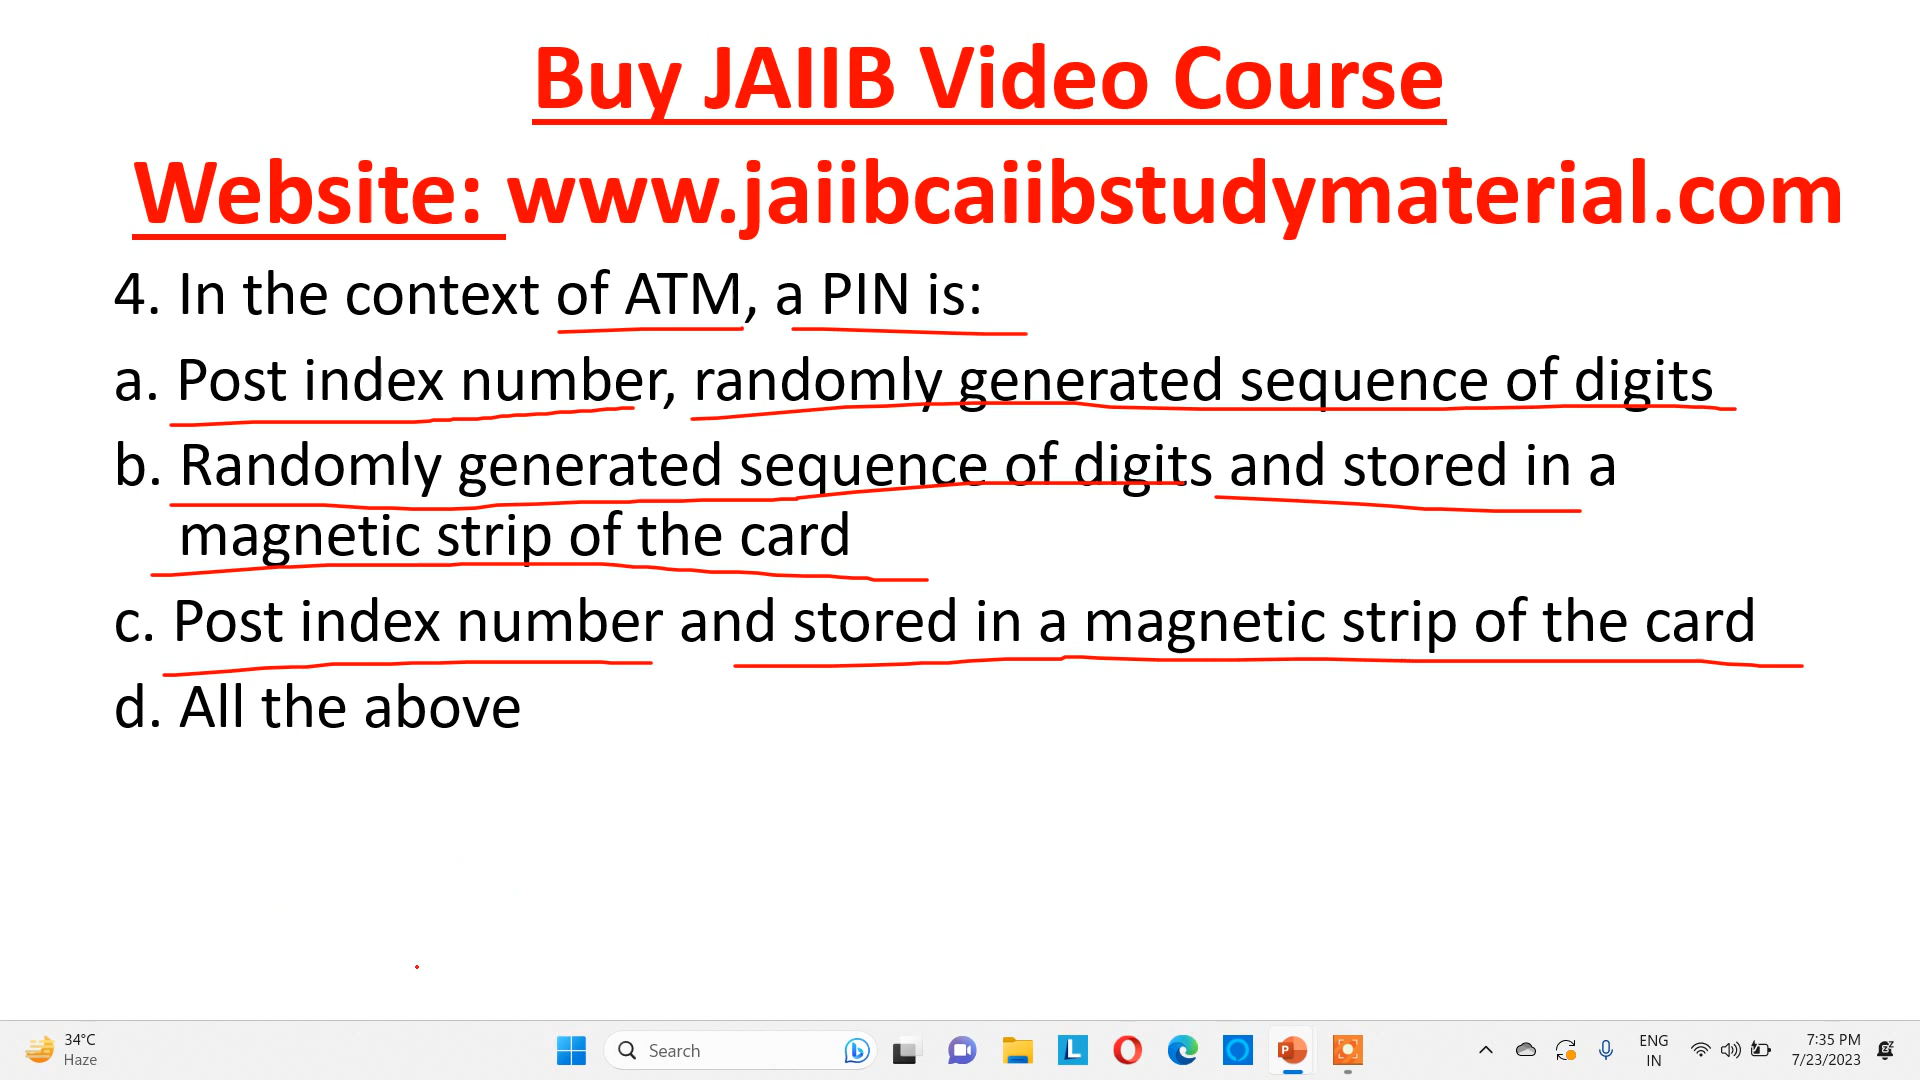 Buy JAIIB Video Course
Website: www.jaiibcaiibstudymaterial.com
4. In the context of ATM, a PIN is:
a. Post index number, randomly generated sequence of digits
b. Randomly generated sequence of digits and stored in a
magnetic strip of the card
c. Post index number and stored in a magnetic strip of the card
d. All the above
34°C
Haze
Search
ENG
IN
7:35 PM
7/23/2023